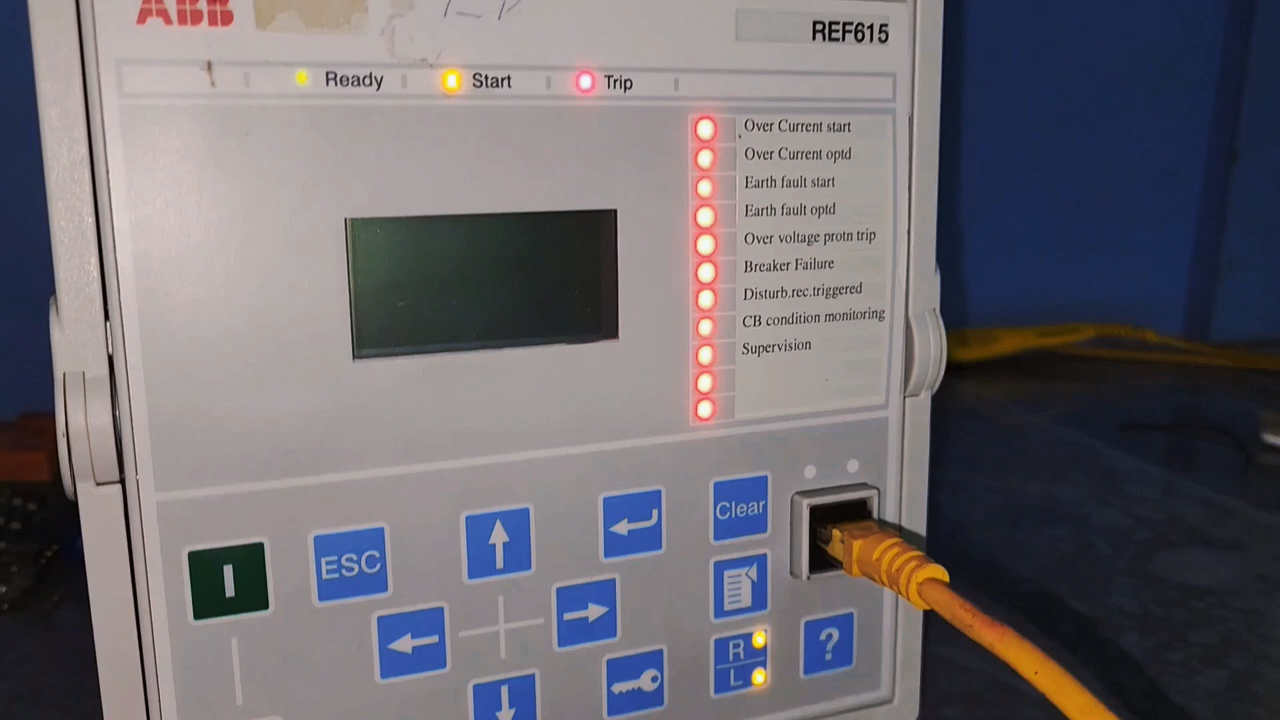 ABB
REF615
Ready Start Trip
Over Current start
Over Current optd
Earth fault start
Earth fault optd
Over voltage protn trip
Breaker Failure
Disturb.rec.triggered
CB condition monitoring
Supervision
Clear
ESC
R
L
?